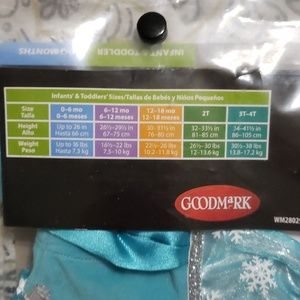 INFANT & TODDLER
MONTHS
Infants' & Toddlers' Sizes/Tallas de Bebés y Niños Pequeños
Size Talla 0-6 mo 0-6 meses 6-12 mo 6-12 meses 12-18 mo 12-18 meses 2T 3T-4T
Height Alto Up to 26 in Hasta 66 cm 26½-29½ in 67-75 cm 30-31½ in 76-80 cm 32-33½ in 81-85 cm 34-41½ in 86-105 cm
Weight Peso Up to 16 lbs Hasta 7.3 kg 16½-22 lbs 7.5-10 kg 22½-26 lbs 10.2-11.8 kg 26½-30 lbs 12-13.6 kg 30½-38 lbs 13.8-17.2 kg
GOODMARK